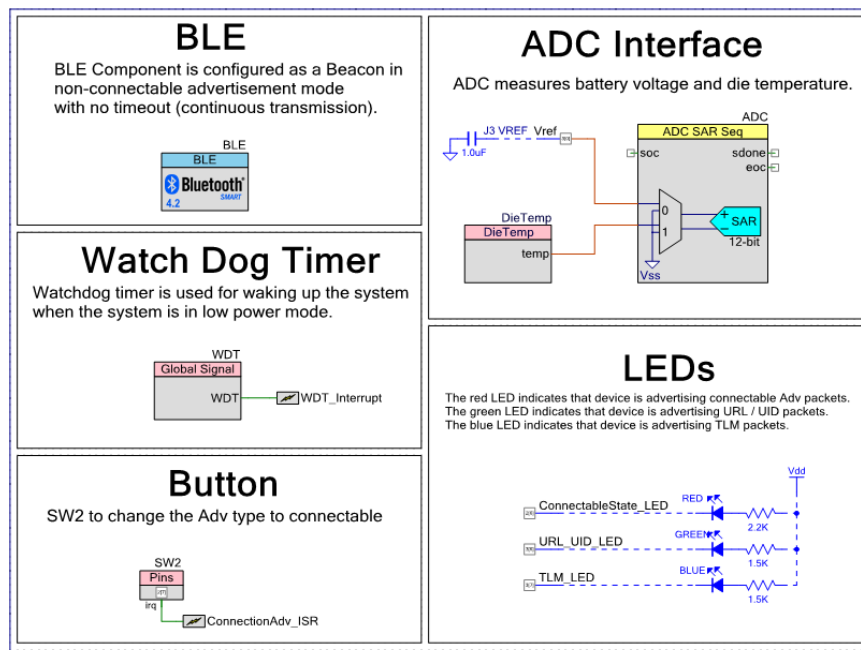 BLE
BLE Component is configured as a Beacon in
non-connectable advertisement mode
with no timeout (continuous transmission).
BLE
BLE
Bluetooth®
SMART
4.2
Watch Dog Timer
Watchdog timer is used for waking up the system
when the system is in low power mode.
WDT
Global Signal
WDT
WDT_Interrupt
Button
SW2 to change the Adv type to connectable
SW2
Pins
irq
ConnectionAdv_ISR
ADC Interface
ADC measures battery voltage and die temperature.
ADC
ADC SAR Seq
J3 VREF Vref
1.0uF
soc
sdone
eoc
DieTemp
DieTemp
temp
0
1
+
SAR
−
12-bit
Vss
LEDs
The red LED indicates that device is advertising connectable Adv packets.
The green LED indicates that device is advertising URL / UID packets.
The blue LED indicates that device is advertising TLM packets.
Vdd
ConnectableState_LED
RED
2.2K
URL_UID_LED
GREEN
1.5K
TLM_LED
BLUE
1.5K